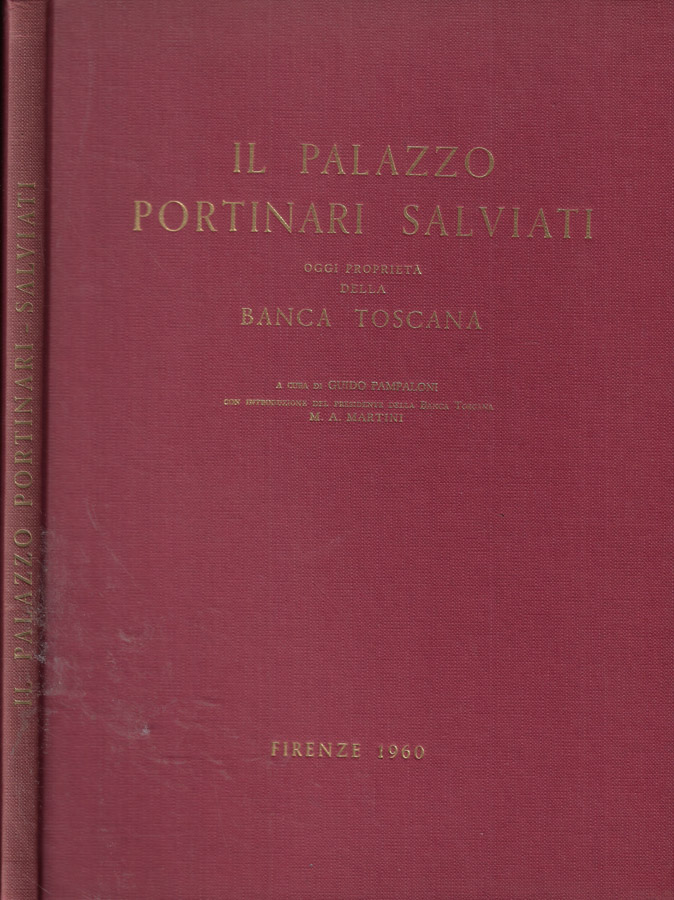 IL PALAZZO PORTINARI - SALVIATI
IL PALAZZO
PORTINARI SALVIATI
OGGI PROPRIETÀ
DELLA
BANCA TOSCANA
A CURA DI GUIDO PAMPALONI
CON INTRODUZIONE DEL PRESIDENTE DELLA BANCA TOSCANA
M. A. MARTINI
FIRENZE 1960